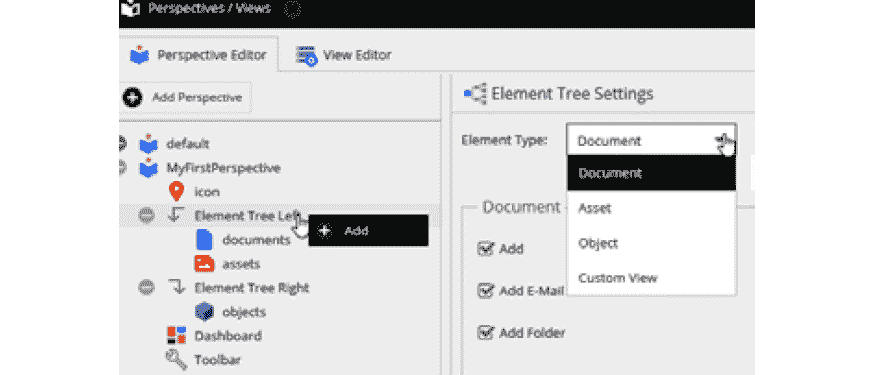 Perspectives / Views
Perspective Editor
View Editor
Add Perspective
default
MyFirstPerspective
icon
Element Tree Left
documents
assets
Element Tree Right
objects
Dashboard
Toolbar
Add
Element Tree Settings
Element Type:
Document
Document
Asset
Object
Custom View
Document
Add
Add E-Mail
Add Folder